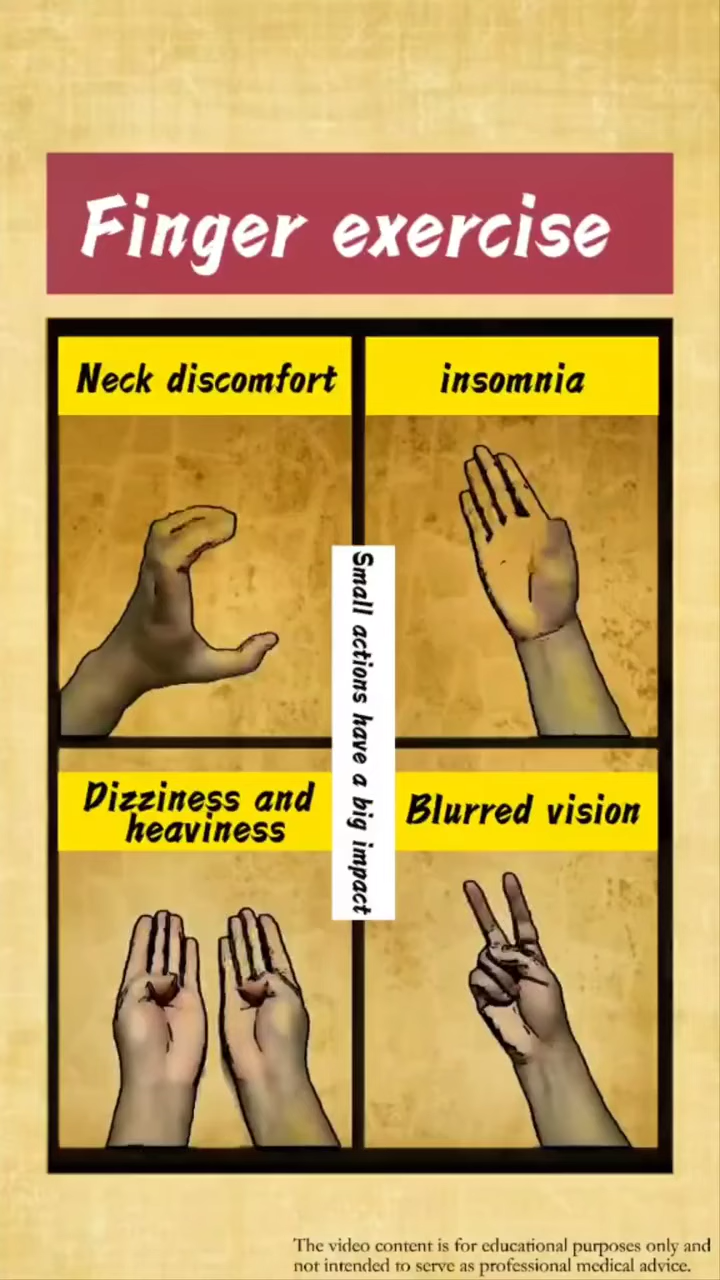 Finger exercise
Neck discomfort
insomnia
Small actions have a big impact
Dizziness and
heaviness
Blurred vision
The video content is for educational purposes only and
not intended to serve as professional medical advice.